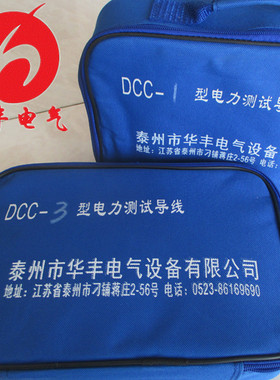 丰电气
DCC-1型电力测试导线
泰州市华丰电气设备有限公司
地址:江苏省泰州市刁铺蒋庄2-56号 电话:0523-8
DCC-3型电力测试导线
泰州市华丰电气设备有限公司
地址:江苏省泰州市刁铺蒋庄2-56号 电话:0523-86169690